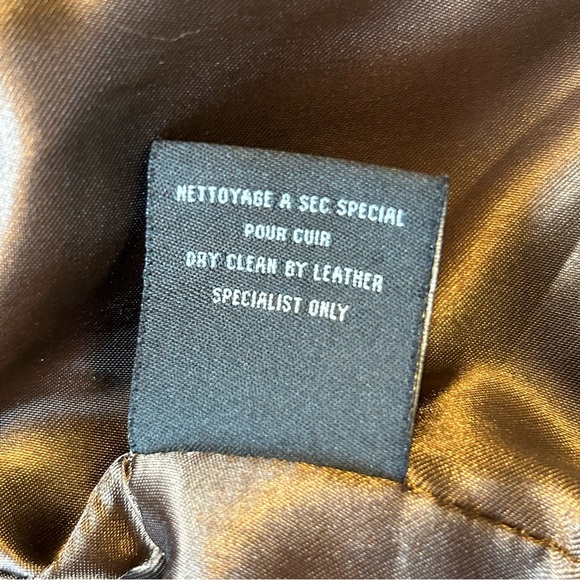 NETTOYAGE A SEC SPECIAL
POUR CUIR
DRY CLEAN BY LEATHER
SPECIALIST ONLY